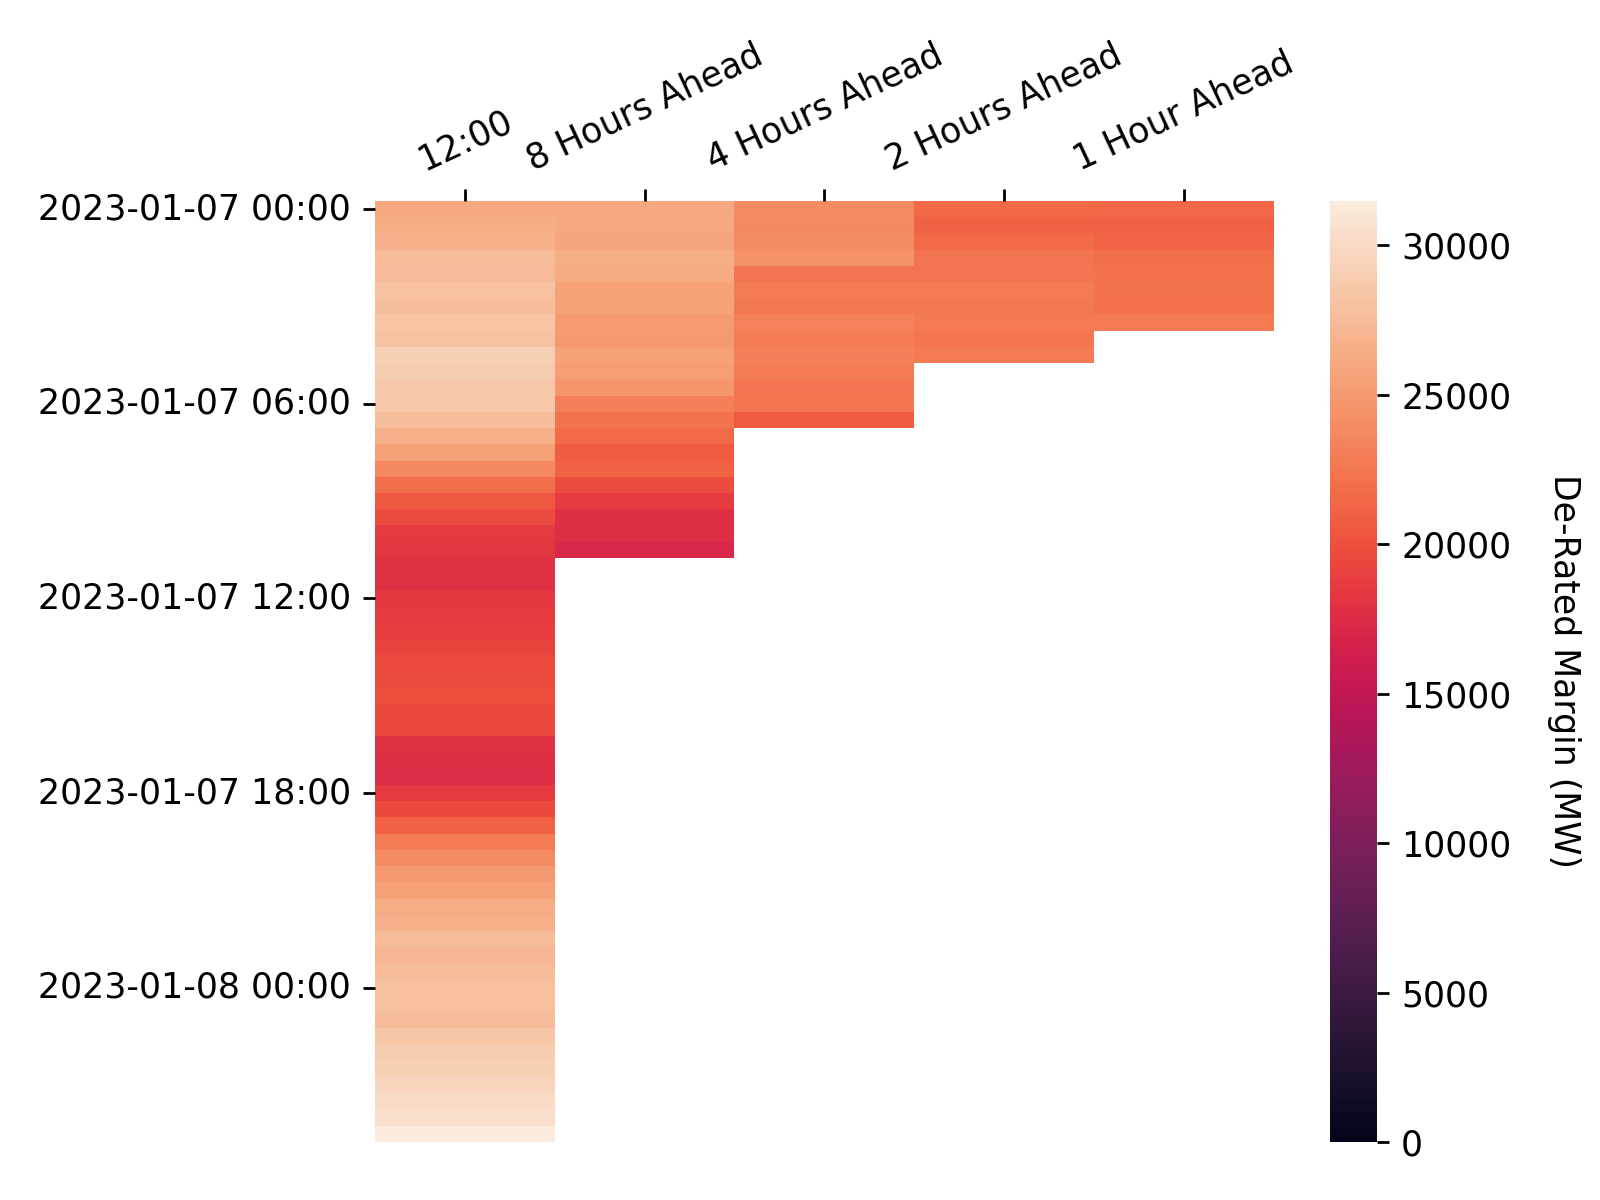 12:00
8 Hours Ahead
4 Hours Ahead
2 Hours Ahead
1 Hour Ahead
2023-01-07 00:00
2023-01-07 06:00
2023-01-07 12:00
2023-01-07 18:00
2023-01-08 00:00
30000
25000
20000
15000
10000
5000
0
De-Rated Margin (MW)